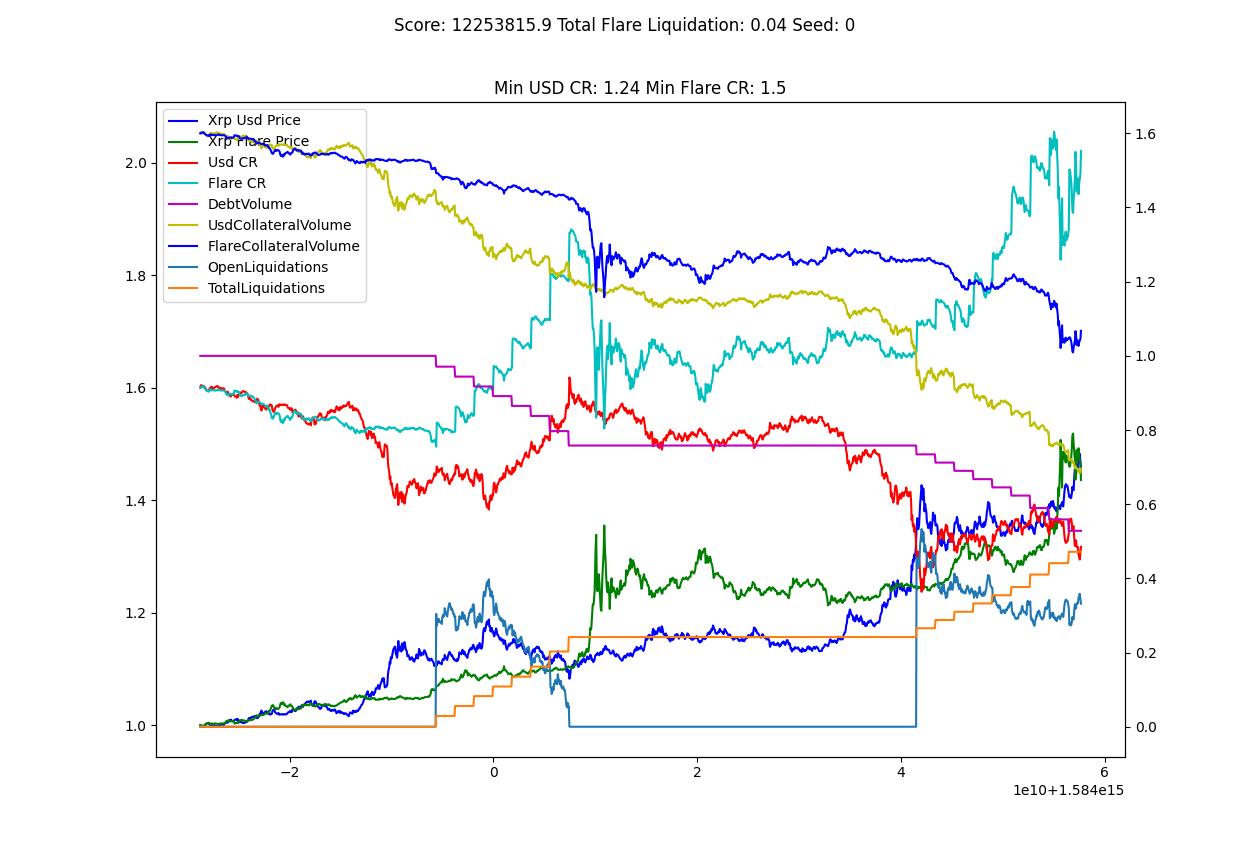 Score: 12253815.9 Total Flare Liquidation: 0.04 Seed: 0
Min USD CR: 1.24 Min Flare CR: 1.5
Xrp Usd Price
Xrp Flare Price
Usd CR
Flare CR
DebtVolume
UsdCollateralVolume
FlareCollateralVolume
OpenLiquidations
TotalLiquidations
2.0
1.8
1.6
1.4
1.2
1.0
1.6
1.4
1.2
1.0
0.8
0.6
0.4
0.2
0.0
−2 0 2 4 6
1e10+1.584e15